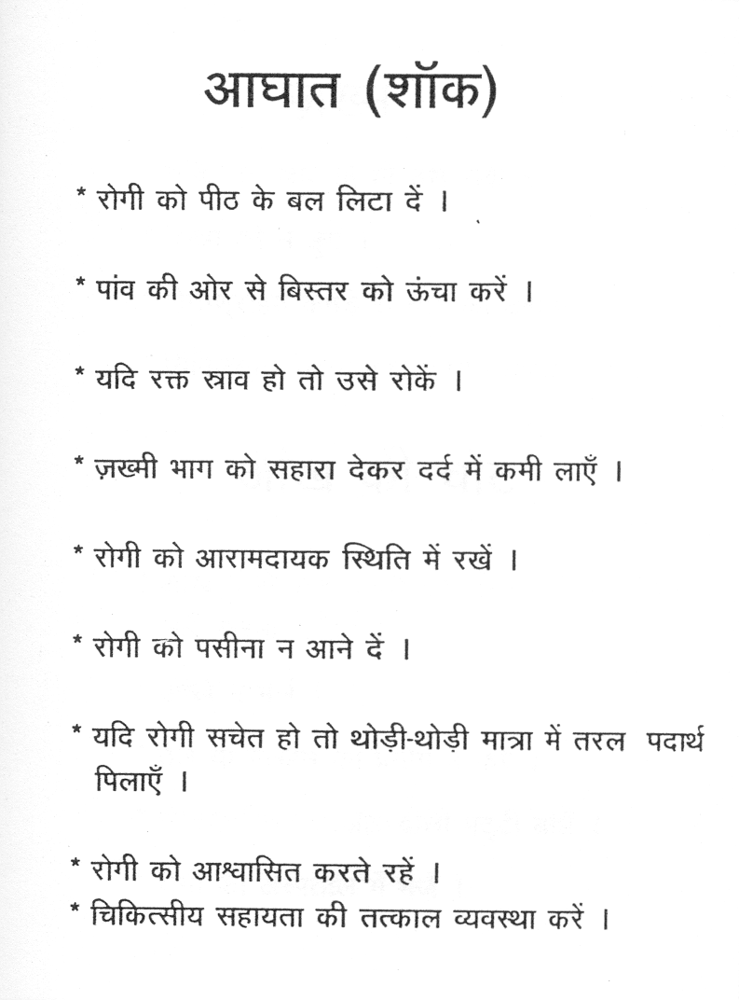 आघात (शॉक)
* रोगी को पीठ के बल लिटा दें ।
* पांव की ओर से बिस्तर को ऊंचा करें ।
* यदि रक्त स्राव हो तो उसे रोकें ।
* ज़ख्मी भाग को सहारा देकर दर्द में कमी लाएँ ।
* रोगी को आरामदायक स्थिति में रखें ।
* रोगी को पसीना न आने दें ।
* यदि रोगी सचेत हो तो थोड़ी-थोड़ी मात्रा में तरल पदार्थ
पिलाएँ ।
* रोगी को आश्वासित करते रहें ।
* चिकित्सीय सहायता की तत्काल व्यवस्था करें ।